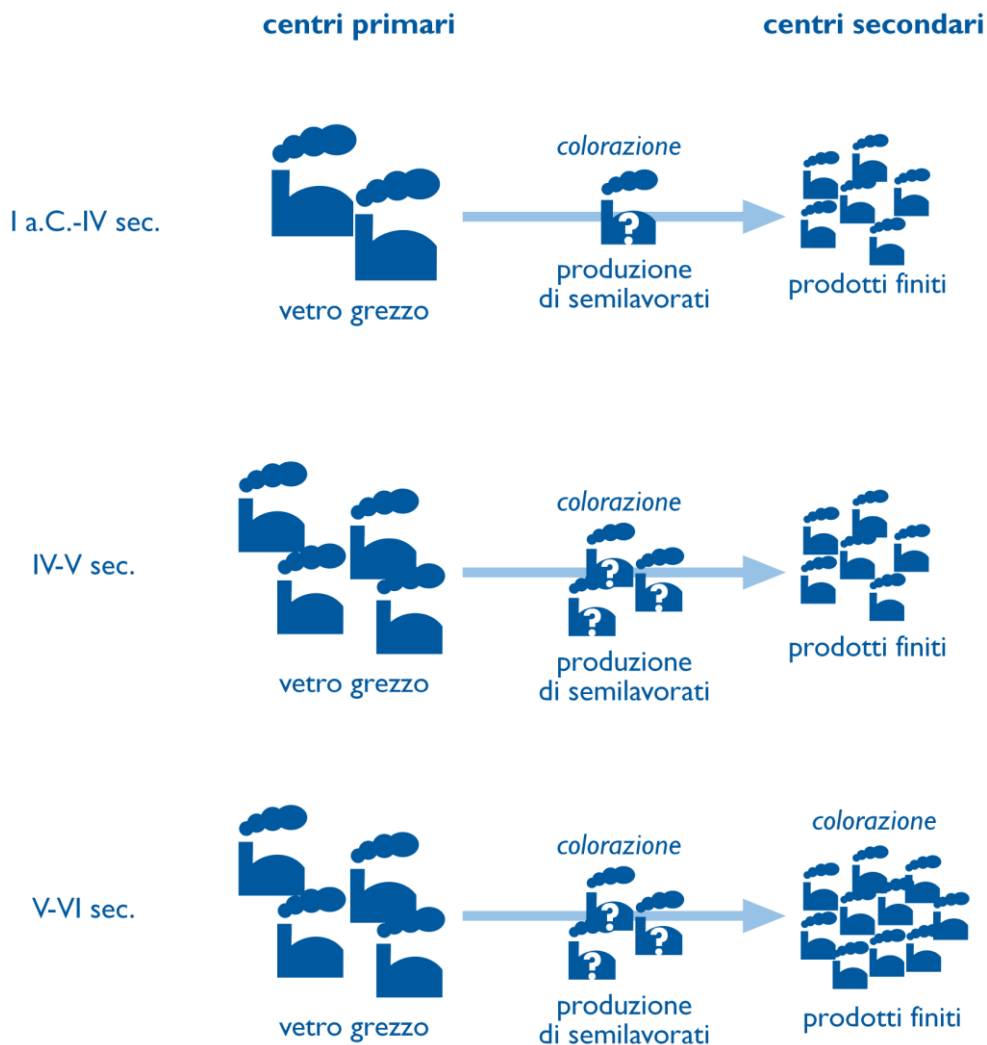 centri primari
centri secondari
I a.C.-IV sec.
colorazione
?
vetro grezzo
produzione
di semilavorati
prodotti finiti
IV-V sec.
colorazione
?
?
?
vetro grezzo
produzione
di semilavorati
prodotti finiti
V-VI sec.
colorazione
?
?
?
colorazione
vetro grezzo
produzione
di semilavorati
prodotti finiti